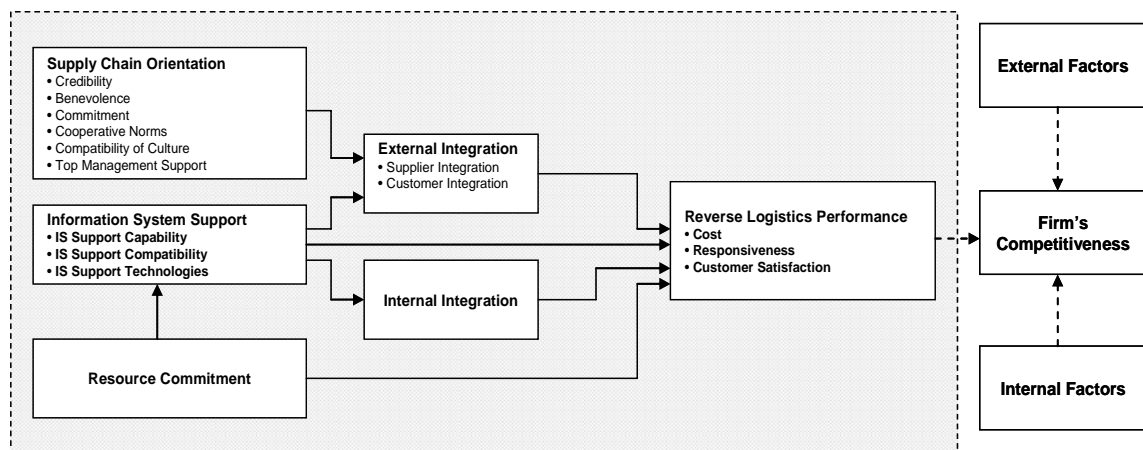 Supply Chain Orientation
• Credibility
• Benevolence
• Commitment
• Cooperative Norms
• Compatibility of Culture
• Top Management Support
Information System Support
• IS Support Capability
• IS Support Compatibility
• IS Support Technologies
Resource Commitment
External Integration
• Supplier Integration
• Customer Integration
Internal Integration
Reverse Logistics Performance
• Cost
• Responsiveness
• Customer Satisfaction
External Factors
Firm's
Competitiveness
Internal Factors